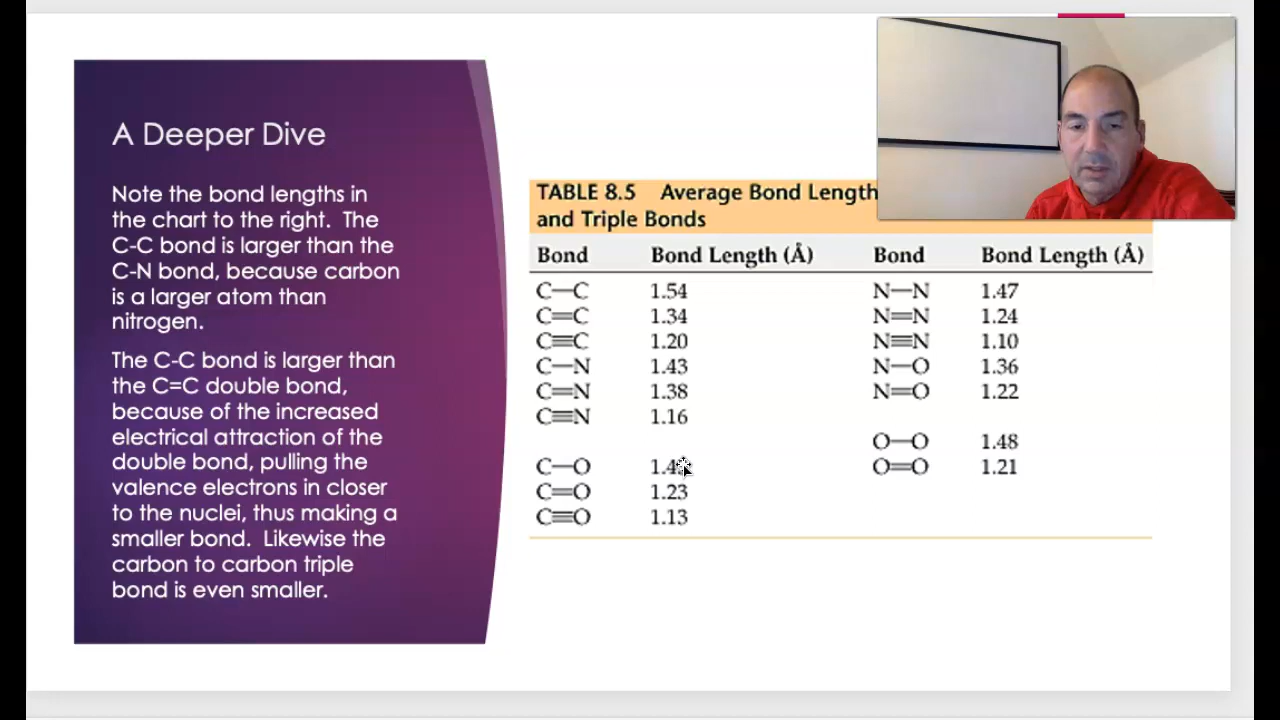 A Deeper Dive
Note the bond lengths in
the chart to the right. The
C-C bond is larger than the
C-N bond, because carbon
is a larger atom than
nitrogen.
The C-C bond is larger than
the C=C double bond,
because of the increased
electrical attraction of the
double bond, pulling the
valence electrons in closer
to the nuclei, thus making a
smaller bond. Likewise the
carbon to carbon triple
bond is even smaller.
TABLE 8.5 Average Bond Length
and Triple Bonds
Bond Bond Length (Å) Bond Bond Length (Å)
C—C 1.54 N—N 1.47
C=C 1.34 N=N 1.24
C≡C 1.20 N≡N 1.10
C—N 1.43 N—O 1.36
C=N 1.38 N=O 1.22
C≡N 1.16
O—O 1.48
C—O O=O 1.21
C=O 1.23
C≡O 1.13